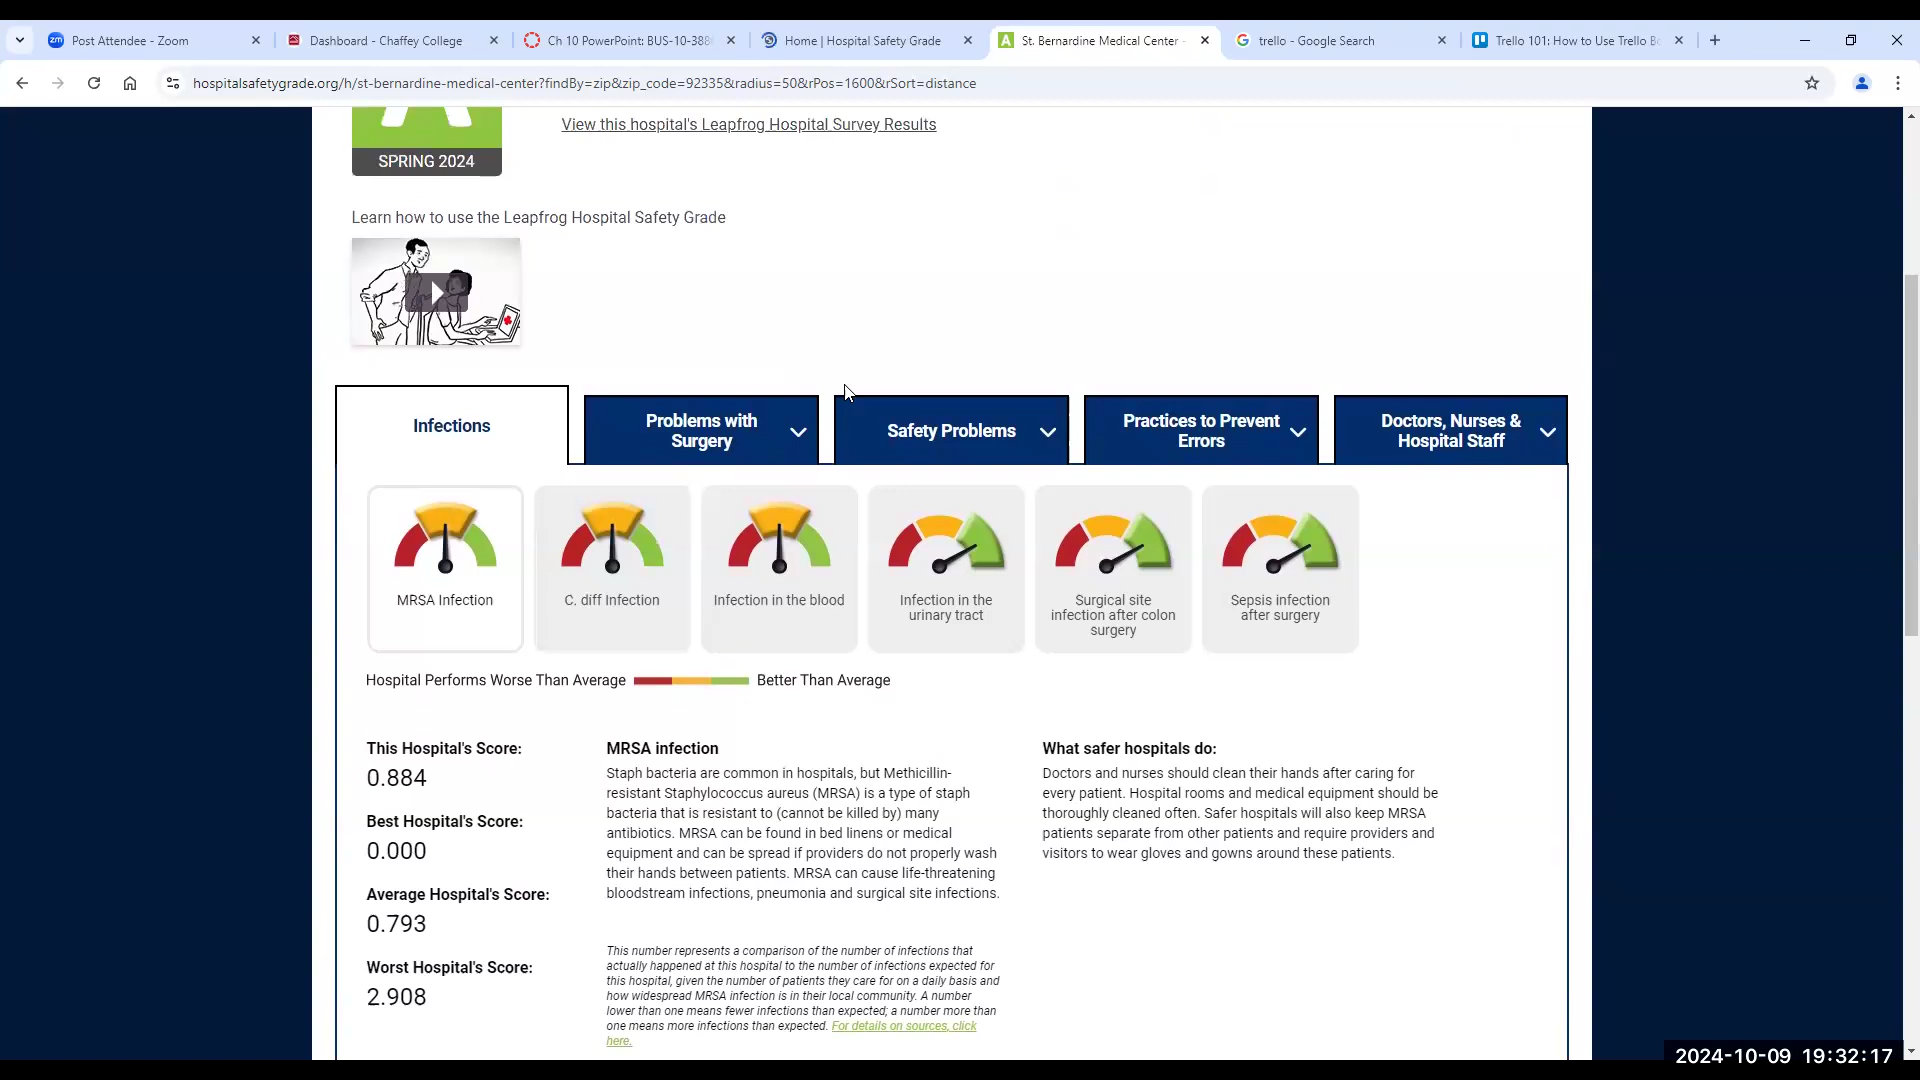 Post Attendee - Zoom
Dashboard - Chaffey College
Ch 10 PowerPoint: BUS-10-388
Home | Hospital Safety Grade
St. Bernardine Medical Center -
trello - Google Search
Trello 101: How to Use Trello Bo
hospitalsafetygrade.org/h/st-bernardine-medical-center?findBy=zip&zip_code=92335&radius=50&rPos=1600&rSort=distance
View this hospital's Leapfrog Hospital Survey Results
SPRING 2024
Learn how to use the Leapfrog Hospital Safety Grade
Infections
Problems with
Surgery
Safety Problems
Practices to Prevent
Errors
Doctors, Nurses &
Hospital Staff
MRSA Infection
C. diff Infection
Infection in the blood
Infection in the
urinary tract
Surgical site
infection after colon
surgery
Sepsis infection
after surgery
Hospital Performs Worse Than Average
Better Than Average
This Hospital's Score:
0.884
Best Hospital's Score:
0.000
Average Hospital's Score:
0.793
Worst Hospital's Score:
2.908
MRSA infection
Staph bacteria are common in hospitals, but Methicillin-
resistant Staphylococcus aureus (MRSA) is a type of staph
bacteria that is resistant to (cannot be killed by) many
antibiotics. MRSA can be found in bed linens or medical
equipment and can be spread if providers do not properly wash
their hands between patients. MRSA can cause life-threatening
bloodstream infections, pneumonia and surgical site infections.
This number represents a comparison of the number of infections that
actually happened at this hospital to the number of infections expected for
this hospital, given the number of patients they care for on a daily basis and
how widespread MRSA infection is in their local community. A number
lower than one means fewer infections than expected; a number more than
one means more infections than expected. For details on sources, click
here.
What safer hospitals do:
Doctors and nurses should clean their hands after caring for
every patient. Hospital rooms and medical equipment should be
thoroughly cleaned often. Safer hospitals will also keep MRSA
patients separate from other patients and require providers and
visitors to wear gloves and gowns around these patients.
2024-10-09 19:32:17